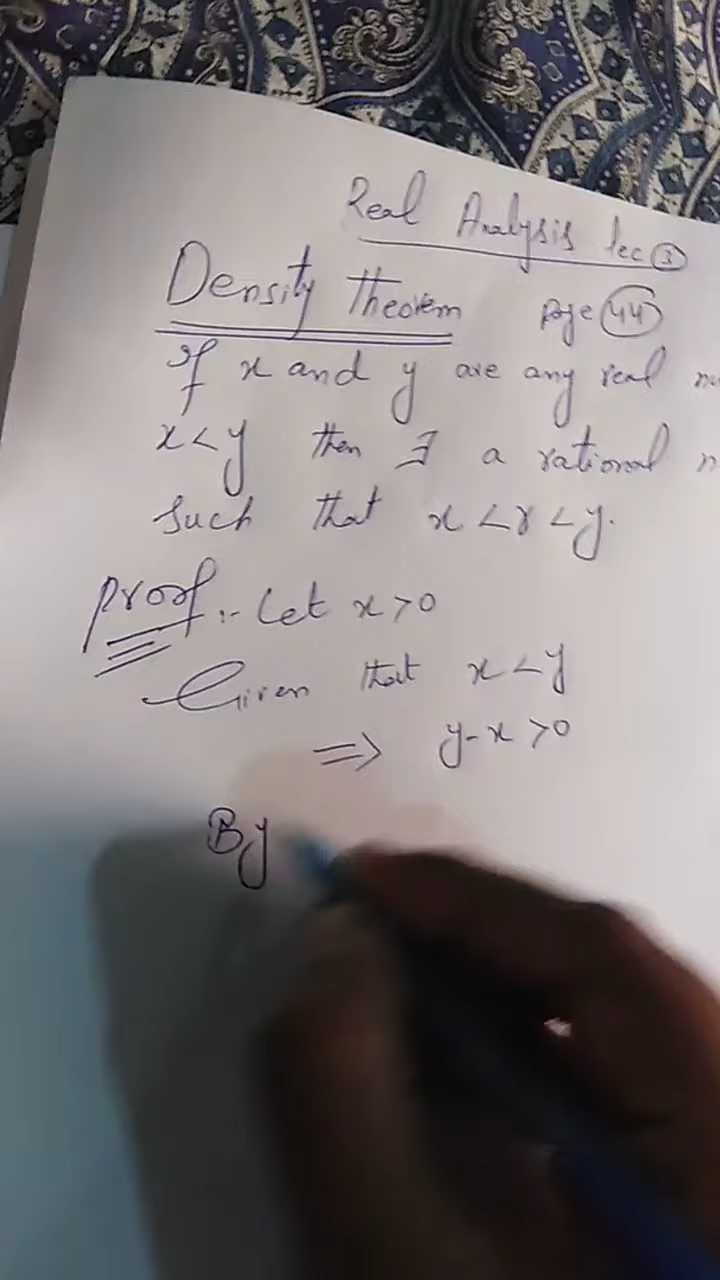 Real Analysis lec 3
Density Theorem page 44
If x and y are any real
x<y then ∃ a rational
Such that x<r<y.
Proof:- Let x>0
Given that x<y
⇒ y-x>0
By